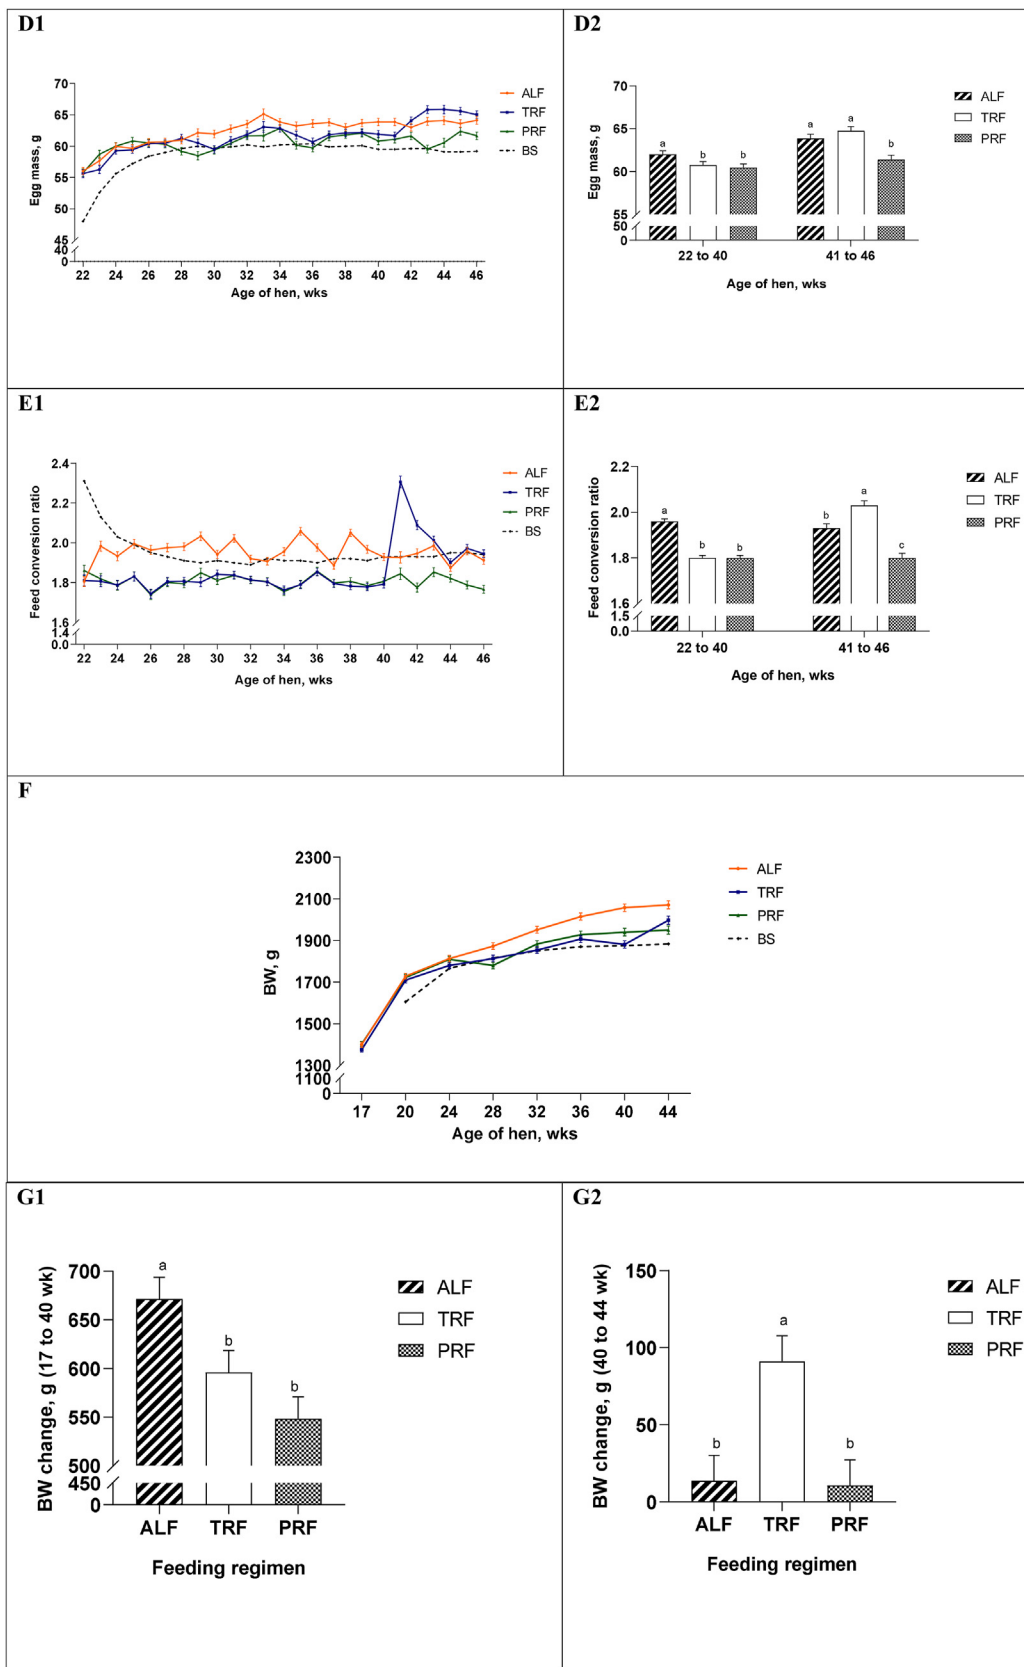 D1
70
65
60
55
50
45
40
0
Egg mass, g
22 24 26 28 30 32 34 36 38 40 42 44 46
Age of hen, wks
ALF
TRF
PRF
BS
D2
70
65
60
55
50
0
Egg mass, g
a b b a a b
22 to 40 41 to 46
Age of hen, wks
ALF
TRF
PRF
E1
2.4
2.2
2.0
1.8
1.6
1.4
0.0
Feed conversion ratio
22 24 26 28 30 32 34 36 38 40 42 44 46
Age of hen, wks
ALF
TRF
PRF
BS
E2
2.2
2.0
1.8
1.6
1.5
0.0
Feed conversion ratio
a b b b a c
22 to 40 41 to 46
Age of hen, wks
ALF
TRF
PRF
F
2300
2100
1900
1700
1500
1300
1100
0
BW, g
17 20 24 28 32 36 40 44
Age of hen, wks
ALF
TRF
PRF
BS
G1
700
650
600
550
500
450
0
BW change, g (17 to 40 wk)
a b b
ALF TRF PRF
Feeding regimen
ALF
TRF
PRF
G2
150
100
50
0
BW change, g (40 to 44 wk)
b a b
ALF TRF PRF
Feeding regimen
ALF
TRF
PRF